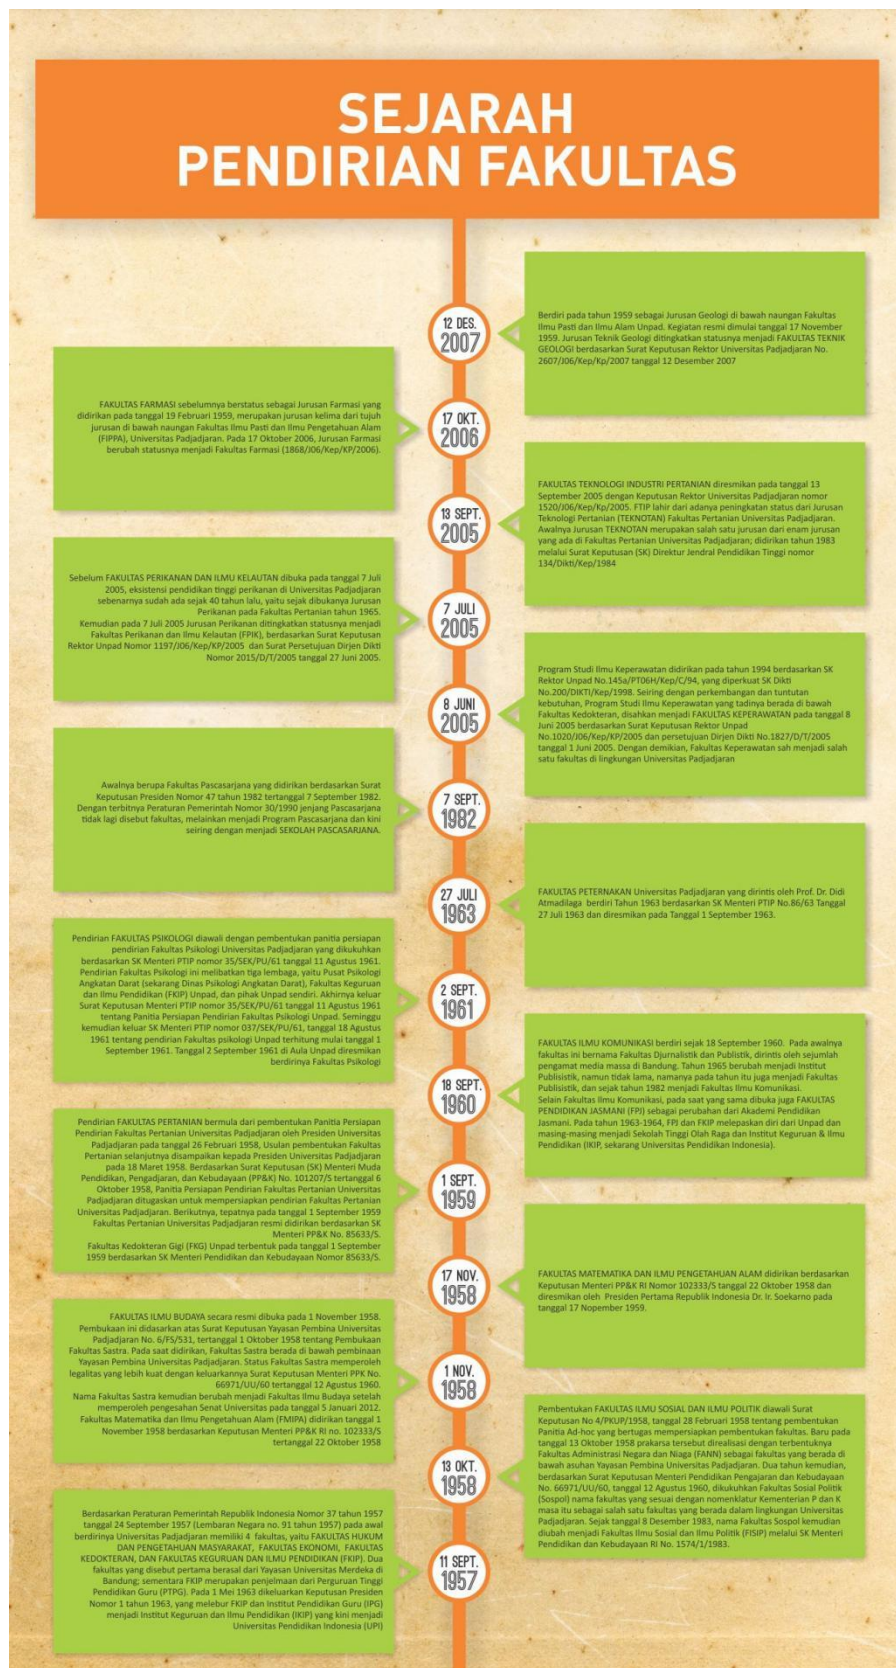 SEJARAH
PENDIRIAN FAKULTAS
12 DES.
2007
Berdiri pada tahun 1959 sebagai Jurusan Geologi di bawah naungan Fakultas
Ilmu Pasti dan Ilmu Alam Unpad. Kegiatan resmi dimulai tanggal 17 November
1959. Jurusan Teknik Geologi ditingkatkan statusnya menjadi FAKULTAS TEKNIK
GEOLOGI berdasarkan Surat Keputusan Rektor Universitas Padjadjaran No.
2607/J06/Kep/Kp/2007 tanggal 12 Desember 2007
FAKULTAS FARMASI sebelumnya berstatus sebagai Jurusan Farmasi yang
didirikan pada tanggal 19 Februari 1959, merupakan jurusan kelima dari tujuh
jurusan di bawah naungan Fakultas Ilmu Pasti dan Ilmu Pengetahuan Alam
(FIPPA), Universitas Padjadjaran. Pada 17 Oktober 2006, Jurusan Farmasi
berubah statusnya menjadi Fakultas Farmasi (1868/J06/Kep/KP/2006).
17 OKT.
2006
13 SEPT.
2005
FAKULTAS TEKNOLOGI INDUSTRI PERTANIAN diresmikan pada tanggal 13
September 2005 dengan Keputusan Rektor Universitas Padjadjaran nomor
1520/J06/Kep/Kp/2005. FTIP lahir dari adanya peningkatan status dari Jurusan
Teknologi Pertanian (TEKNOTAN) Fakultas Pertanian Universitas Padjadjaran.
Awalnya Jurusan TEKNOTAN merupakan salah satu jurusan dari enam jurusan
yang ada di Fakultas Pertanian Universitas Padjadjaran; didirikan tahun 1983
melalui Surat Keputusan (SK) Direktur Jendral Pendidikan Tinggi nomor
134/Dikti/Kep/1984
Sebelum FAKULTAS PERIKANAN DAN ILMU KELAUTAN dibuka pada tanggal 7 Juli
2005, eksistensi pendidikan tinggi perikanan di Universitas Padjadjaran
sebenarnya sudah ada sejak 40 tahun lalu, yaitu sejak dibukanya Jurusan
Perikanan pada Fakultas Pertanian tahun 1965.
Kemudian pada 7 Juli 2005 Jurusan Perikanan ditingkatkan statusnya menjadi
Fakultas Perikanan dan Ilmu Kelautan (FPIK), berdasarkan Surat Keputusan
Rektor Unpad Nomor 1197/J06/Kep/KP/2005 dan Surat Persetujuan Dirjen Dikti
Nomor 2015/D/T/2005 tanggal 27 Juni 2005.
7 JULI
2005
8 JUNI
2005
Program Studi Ilmu Keperawatan didirikan pada tahun 1994 berdasarkan SK
Rektor Unpad No.145a/PT06H/Kep/C/94, yang diperkuat SK Dikti
No.200/DIKTI/Kep/1998. Seiring dengan perkembangan dan tuntutan
kebutuhan, Program Studi Ilmu Keperawatan yang tadinya berada di bawah
Fakultas Kedokteran, disahkan menjadi FAKULTAS KEPERAWATAN pada tanggal 8
Juni 2005 berdasarkan Surat Keputusan Rektor Unpad
No.1020/J06/Kep/KP/2005 dan persetujuan Dirjen Dikti No.1827/D/T/2005
tanggal 1 Juni 2005. Dengan demikian, Fakultas Keperawatan sah menjadi salah
satu fakultas di lingkungan Universitas Padjadjaran
Awalnya berupa Fakultas Pascasarjana yang didirikan berdasarkan Surat
Keputusan Presiden Nomor 47 tahun 1982 tertanggal 7 September 1982.
Dengan terbitnya Peraturan Pemerintah Nomor 30/1990 jenjang Pascasarjana
tidak lagi disebut fakultas, melainkan menjadi Program Pascasarjana dan kini
seiring dengan menjadi SEKOLAH PASCASARJANA.
7 SEPT.
1982
27 JULI
1963
FAKULTAS PETERNAKAN Universitas Padjadjaran yang dirintis oleh Prof. Dr. Didi
Atmadilaga berdiri Tahun 1963 berdasarkan SK Menteri PTIP No.86/63 Tanggal
27 Juli 1963 dan diresmikan pada Tanggal 1 September 1963.
Pendirian FAKULTAS PSIKOLOGI diawali dengan pembentukan panitia persiapan
pendirian Fakultas Psikologi Universitas Padjadjaran yang dikukuhkan
berdasarkan SK Menteri PTIP nomor 35/SEK/PU/61 tanggal 11 Agustus 1961.
Pendirian Fakultas Psikologi ini melibatkan tiga lembaga, yaitu Pusat Psikologi
Angkatan Darat (sekarang Dinas Psikologi Angkatan Darat), Fakultas Keguruan
dan Ilmu Pendidikan (FKIP) Unpad, dan pihak Unpad sendiri. Akhirnya keluar
Surat Keputusan Menteri PTIP nomor 35/SEK/PU/61 tanggal 11 Agustus 1961
tentang Panitia Persiapan Pendirian Fakultas Psikologi Unpad. Seminggu
kemudian keluar SK Menteri PTIP nomor 037/SEK/PU/61, tanggal 18 Agustus
1961 tentang pendirian Fakultas psikologi Unpad terhitung mulai tanggal 1
September 1961. Tanggal 2 September 1961 di Aula Unpad diresmikan
berdirinya Fakultas Psikologi
2 SEPT.
1961
18 SEPT.
1960
FAKULTAS ILMU KOMUNIKASI berdiri sejak 18 September 1960. Pada awalnya
fakultas ini bernama Fakultas Djurnalistik dan Publistik, dirintis oleh sejumlah
pengamat media massa di Bandung. Tahun 1965 berubah menjadi Institut
Publisistik, namun tidak lama, namanya pada tahun itu juga menjadi Fakultas
Publisistik, dan sejak tahun 1982 menjadi Fakultas Ilmu Komunikasi.
Selain Fakultas Ilmu Komunikasi, pada saat yang sama dibuka juga FAKULTAS
PENDIDIKAN JASMANI (FPJ) sebagai perubahan dari Akademi Pendidikan
Jasmani. Pada tahun 1963-1964, FPJ dan FKIP melepaskan diri dari Unpad dan
masing-masing menjadi Sekolah Tinggi Olah Raga dan Institut Keguruan & Ilmu
Pendidikan (IKIP, sekarang Universitas Pendidikan Indonesia).
Pendirian FAKULTAS PERTANIAN bermula dari pembentukan Panitia Persiapan
Pendirian Fakultas Pertanian Universitas Padjadjaran oleh Presiden Universitas
Padjadjaran pada tanggal 26 Februari 1958, Usulan pembentukan Fakultas
Pertanian selanjutnya disampaikan kepada Presiden Universitas Padjadjaran
pada 18 Maret 1958. Berdasarkan Surat Keputusan (SK) Menteri Muda
Pendidikan, Pengadjaran, dan Kebudayaan (PP&K) No. 101207/S tertanggal 6
Oktober 1958, Panitia Persiapan Pendirian Fakultas Pertanian Universitas
Padjadjaran ditugaskan untuk mempersiapkan pendirian Fakultas Pertanian
Universitas Padjadjaran. Berikutnya, tepatnya pada tanggal 1 September 1959
Fakultas Pertanian Universitas Padjadjaran resmi didirikan berdasarkan SK
Menteri PP&K No. 85633/S.
Fakultas Kedokteran Gigi (FKG) Unpad terbentuk pada tanggal 1 September
1959 berdasarkan SK Menteri Pendidikan dan Kebudayaan Nomor 85633/S.
1 SEPT.
1959
17 NOV.
1958
FAKULTAS MATEMATIKA DAN ILMU PENGETAHUAN ALAM didirikan berdasarkan
Keputusan Menteri PP&K RI Nomor 102333/S tanggal 22 Oktober 1958 dan
diresmikan oleh Presiden Pertama Republik Indonesia Dr. Ir. Soekarno pada
tanggal 17 Nopember 1959.
FAKULTAS ILMU BUDAYA secara resmi dibuka pada 1 November 1958.
Pembukaan ini didasarkan atas Surat Keputusan Yayasan Pembina Universitas
Padjadjaran No. 6/FS/531, tertanggal 1 Oktober 1958 tentang Pembukaan
Fakultas Sastra. Pada saat didirikan, Fakultas Sastra berada di bawah pembinaan
Yayasan Pembina Universitas Padjadjaran. Status Fakultas Sastra memperoleh
legalitas yang lebih kuat dengan keluarkannya Surat Keputusan Menteri PPK No.
66971/UU/60 tertanggal 12 Agustus 1960.
Nama Fakultas Sastra kemudian berubah menjadi Fakultas Ilmu Budaya setelah
memperoleh pengesahan Senat Universitas pada tanggal 5 Januari 2012.
Fakultas Matematika dan Ilmu Pengetahuan Alam (FMIPA) didirikan tanggal 1
November 1958 berdasarkan Keputusan Menteri PP&K RI no. 102333/S
tertanggal 22 Oktober 1958
1 NOV.
1958
13 OKT.
1958
Pembentukan FAKULTAS ILMU SOSIAL DAN ILMU POLITIK diawali Surat
Keputusan No 4/PKUP/1958, tanggal 28 Februari 1958 tentang pembentukan
Panitia Ad-hoc yang bertugas mempersiapkan pembentukan fakultas. Baru pada
tanggal 13 Oktober 1958 prakarsa tersebut direalisasi dengan terbentuknya
Fakultas Administrasi Negara dan Niaga (FANN) sebagai fakultas yang berada di
bawah asuhan Yayasan Pembina Universitas Padjadjaran. Dua tahun kemudian,
berdasarkan Surat Keputusan Menteri Pendidikan Pengajaran dan Kebudayaan
No. 66971/UU/60, tanggal 12 Agustus 1960, dikukuhkan Fakultas Sosial Politik
(Sospol) nama fakultas yang sesuai dengan nomenklatur Kementerian P dan K
masa itu sebagai salah satu fakultas yang berada dalam lingkungan Universitas
Padjadjaran. Sejak tanggal 8 Desember 1983, nama Fakultas Sospol kemudian
diubah menjadi Fakultas Ilmu Sosial dan Ilmu Politik (FISIP) melalui SK Menteri
Pendidikan dan Kebudayaan RI No. 1574/1/1983.
Berdasarkan Peraturan Pemerintah Republik Indonesia Nomor 37 tahun 1957
tanggal 24 September 1957 (Lembaran Negara no. 91 tahun 1957) pada awal
berdirinya Universitas Padjadjaran memiliki 4 fakultas, yaitu FAKULTAS HUKUM
DAN PENGETAHUAN MASYARAKAT, FAKULTAS EKONOMI, FAKULTAS
KEDOKTERAN, DAN FAKULTAS KEGURUAN DAN ILMU PENDIDIKAN (FKIP). Dua
fakultas yang disebut pertama berasal dari Yayasan Universitas Merdeka di
Bandung; sementara FKIP merupakan penjelmaan dari Perguruan Tinggi
Pendidikan Guru (PTPG). Pada 1 Mei 1963 dikeluarkan Keputusan Presiden
Nomor 1 tahun 1963, yang melebur FKIP dan Institut Pendidikan Guru (IPG)
menjadi Institut Keguruan dan Ilmu Pendidikan (IKIP) yang kini menjadi
Universitas Pendidikan Indonesia (UPI)
11 SEPT.
1957